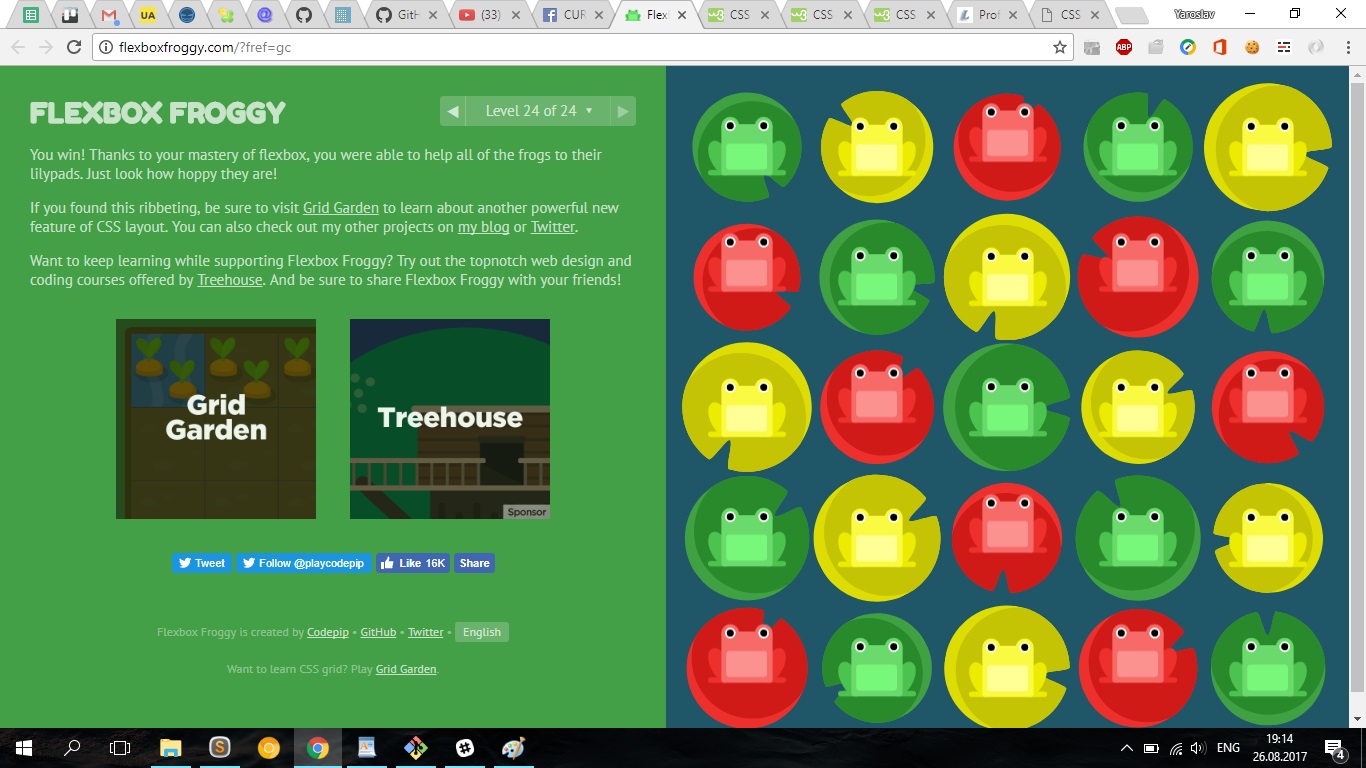 UA
GitH
(33)
CUR
Flex
CSS
CSS
CSS
Prof
CSS
Yaroslav
flexboxfroggy.com/?fref=gc
ABP
FLEXBOX FROGGY
Level 24 of 24
You win! Thanks to your mastery of flexbox, you were able to help all of the frogs to their
lilypads. Just look how hoppy they are!
If you found this ribbeting, be sure to visit Grid Garden to learn about another powerful new
feature of CSS layout. You can also check out my other projects on my blog or Twitter.
Want to keep learning while supporting Flexbox Froggy? Try out the topnotch web design and
coding courses offered by Treehouse. And be sure to share Flexbox Froggy with your friends!
Grid
Garden
Treehouse
Sponsor
Tweet
Follow @playcodepip
Like 16K
Share
Flexbox Froggy is created by Codepip • GitHub • Twitter • English
Want to learn CSS grid? Play Grid Garden.
ENG
19:14
26.08.2017
4